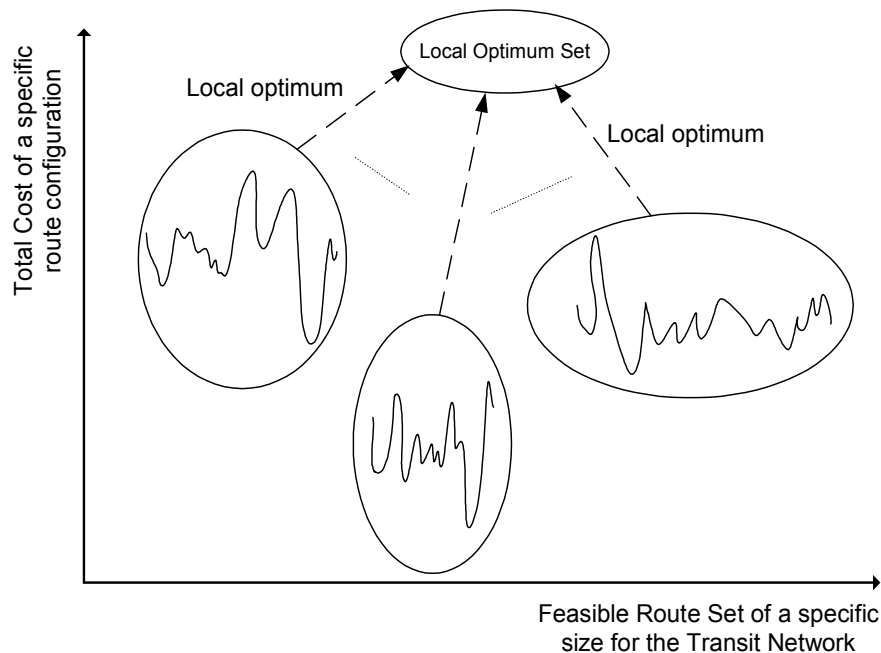 Local Optimum Set
Local optimum
Local optimum
Total Cost of a specific
route configuration
Feasible Route Set of a specific
size for the Transit Network